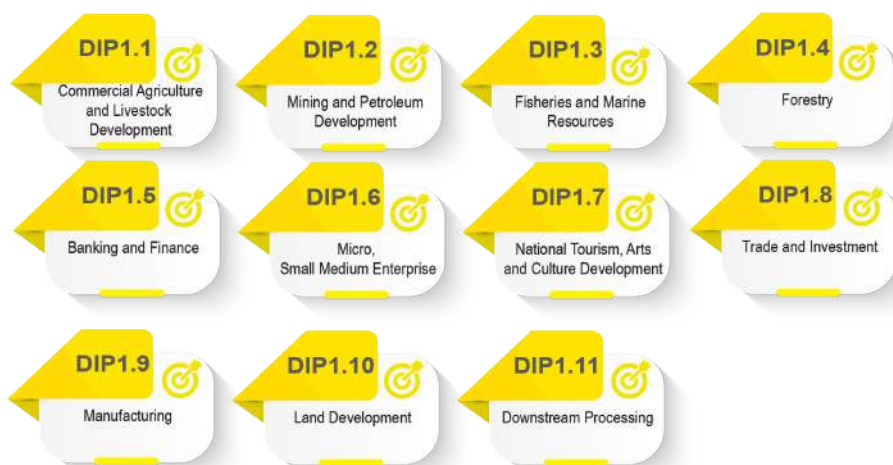 DIP1.1
Commercial Agriculture
and Livestock
Development
DIP1.2
Mining and Petroleum
Development
DIP1.3
Fisheries and Marine
Resources
DIP1.4
Forestry
DIP1.5
Banking and Finance
DIP1.6
Micro,
Small Medium Enterprise
DIP1.7
National Tourism, Arts
and Culture Development
DIP1.8
Trade and Investment
DIP1.9
Manufacturing
DIP1.10
Land Development
DIP1.11
Downstream Processing